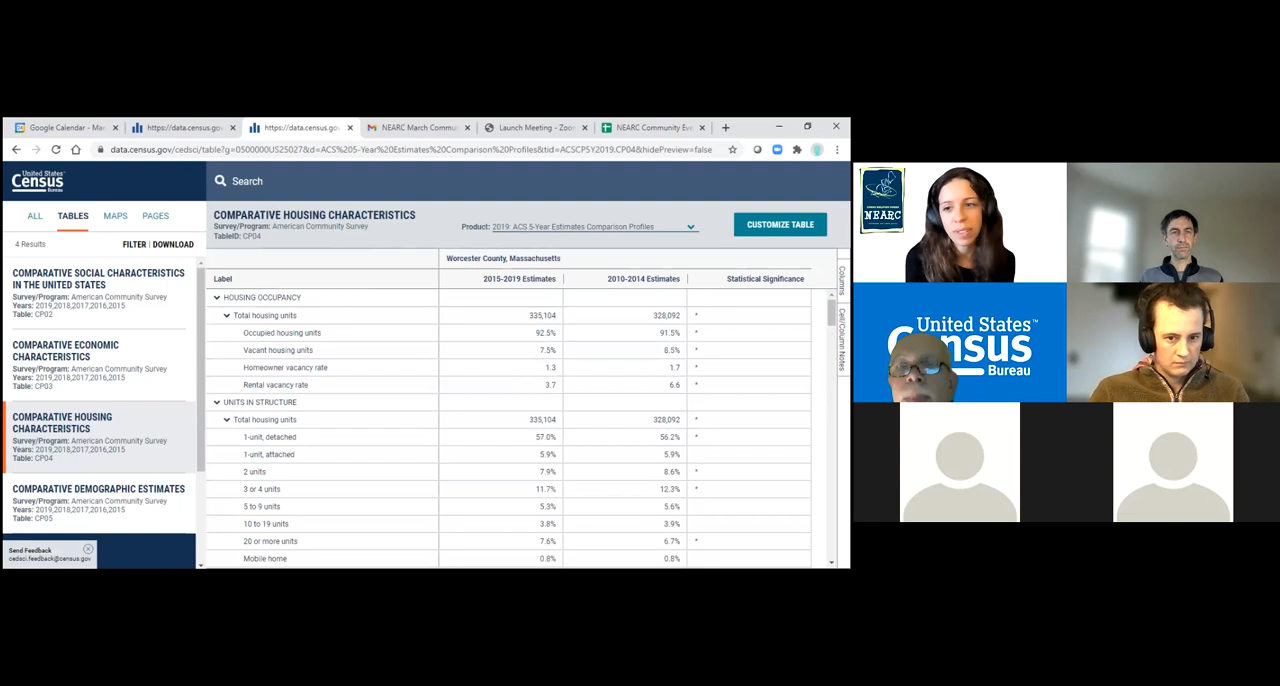 Google Calendar - Mar
https://data.census.gov
https://data.census.gov
NEARC March Commu
Launch Meeting - Zoom
NEARC Community Eve
data.census.gov/cedsci/table?g=0500000US25027&d=ACS%205-Year%20Estimates%20Comparison%20Profiles&tid=ACSCP5Y2019.CP04&hidePreview=false
United States
Census
Bureau
Search
ALL TABLES MAPS PAGES
4 Results FILTER | DOWNLOAD
COMPARATIVE SOCIAL CHARACTERISTICS
IN THE UNITED STATES
Survey/Program: American Community Survey
Years: 2019,2018,2017,2016,2015
Table: CP02
COMPARATIVE ECONOMIC
CHARACTERISTICS
Survey/Program: American Community Survey
Years: 2019,2018,2017,2016,2015
Table: CP03
COMPARATIVE HOUSING
CHARACTERISTICS
Survey/Program: American Community Survey
Years: 2019,2018,2017,2016,2015
Table: CP04
COMPARATIVE DEMOGRAPHIC ESTIMATES
Survey/Program: American Community Survey
Years: 2019,2018,2017,2016,2015
Table: CP05
Send Feedback
cedsci.feedback@census.gov
COMPARATIVE HOUSING CHARACTERISTICS
Survey/Program: American Community Survey
TableID: CP04
Product: 2019: ACS 5-Year Estimates Comparison Profiles
CUSTOMIZE TABLE
Worcester County, Massachusetts
Label 2015-2019 Estimates 2010-2014 Estimates Statistical Significance
HOUSING OCCUPANCY
Total housing units 335,104 328,092 *
Occupied housing units 92.5% 91.5% *
Vacant housing units 7.5% 8.5% *
Homeowner vacancy rate 1.3 1.7 *
Rental vacancy rate 3.7 6.6 *
UNITS IN STRUCTURE
Total housing units 335,104 328,092 *
1-unit, detached 57.0% 56.2% *
1-unit, attached 5.9% 5.9%
2 units 7.9% 8.6% *
3 or 4 units 11.7% 12.3% *
5 to 9 units 5.3% 5.6%
10 to 19 units 3.8% 3.9%
20 or more units 7.6% 6.7% *
Mobile home 0.8% 0.8%
Columns
Cell/Column Notes
NEARC
United States™
Census
Bureau